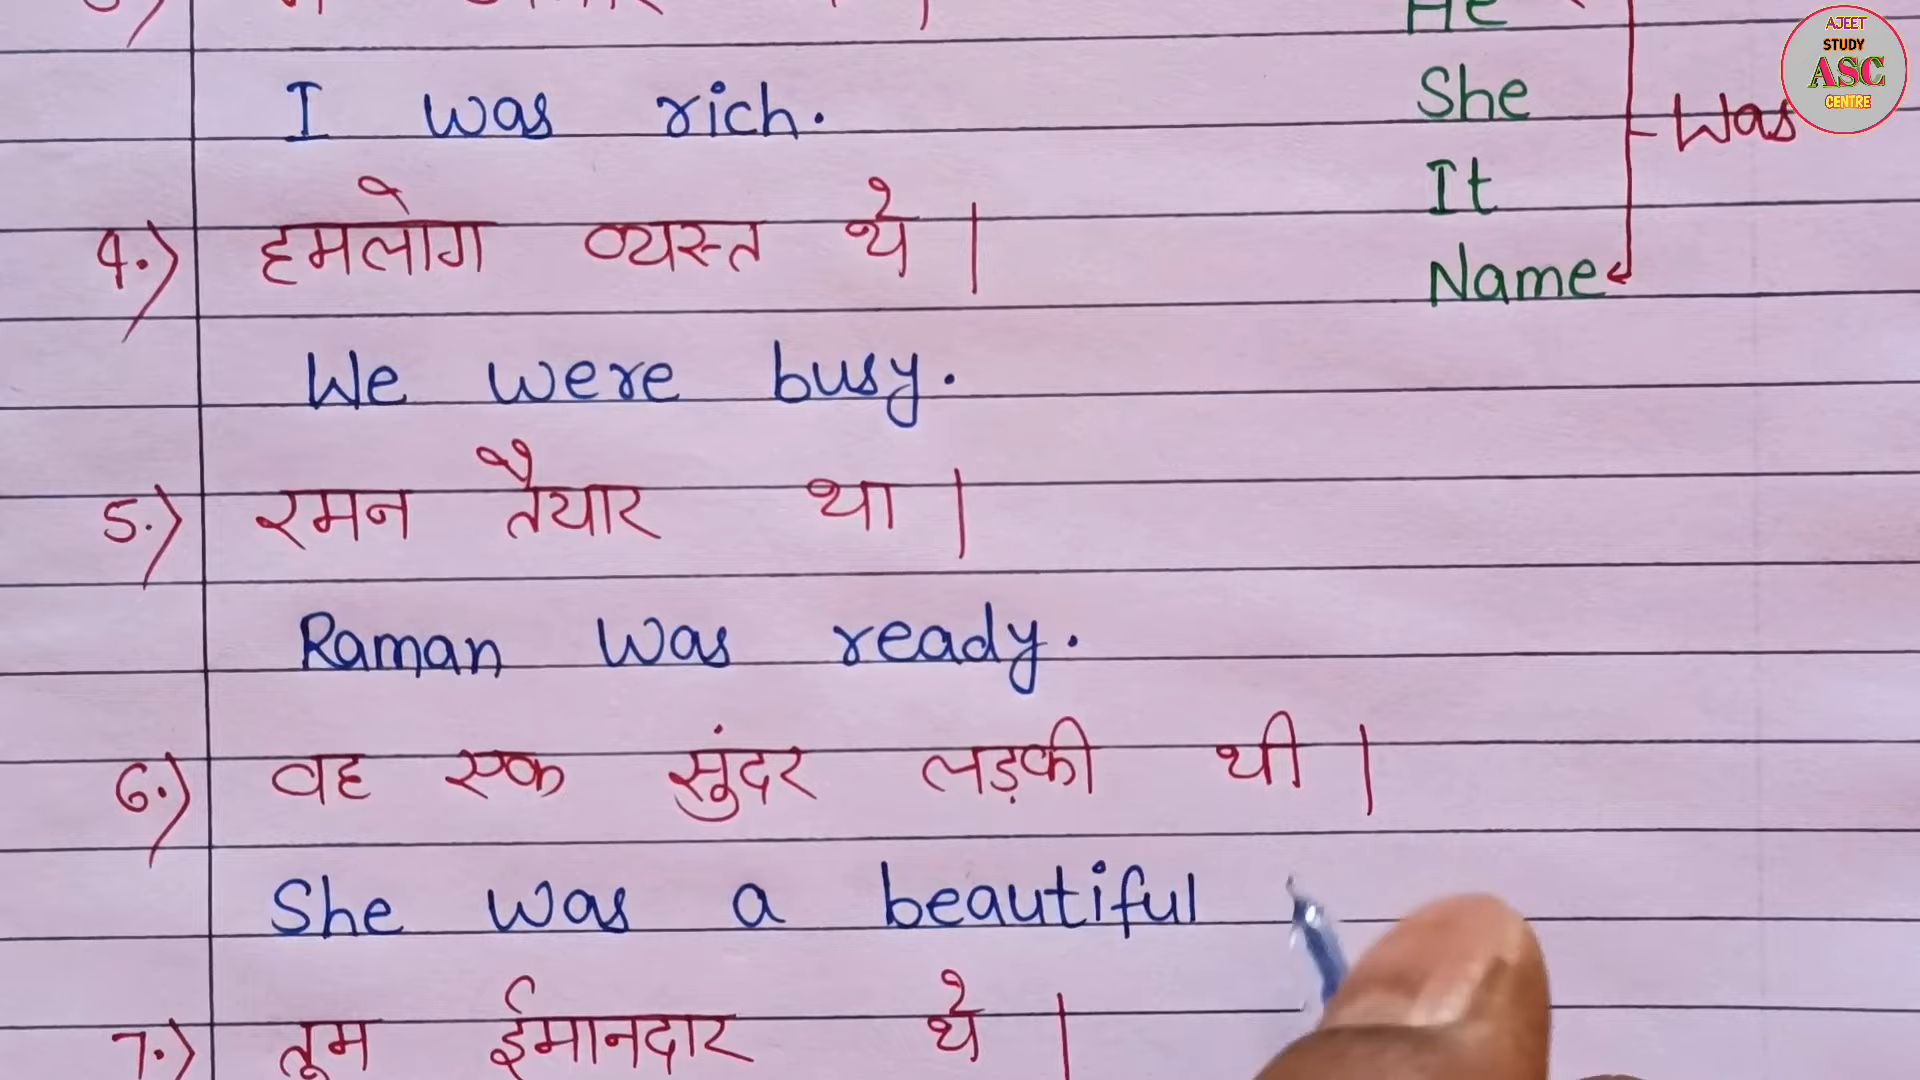 He
I was rich.
She
Was
It
4.) हमलोग व्यस्त थे |
Name
We were busy.
5.) रमन तैयार था |
Raman was ready.
6.) वह एक सुंदर लड़की थी |
She was a beautiful
7.) तूम ईमानदार थे |
AJEET
STUDY
ASC
CENTRE